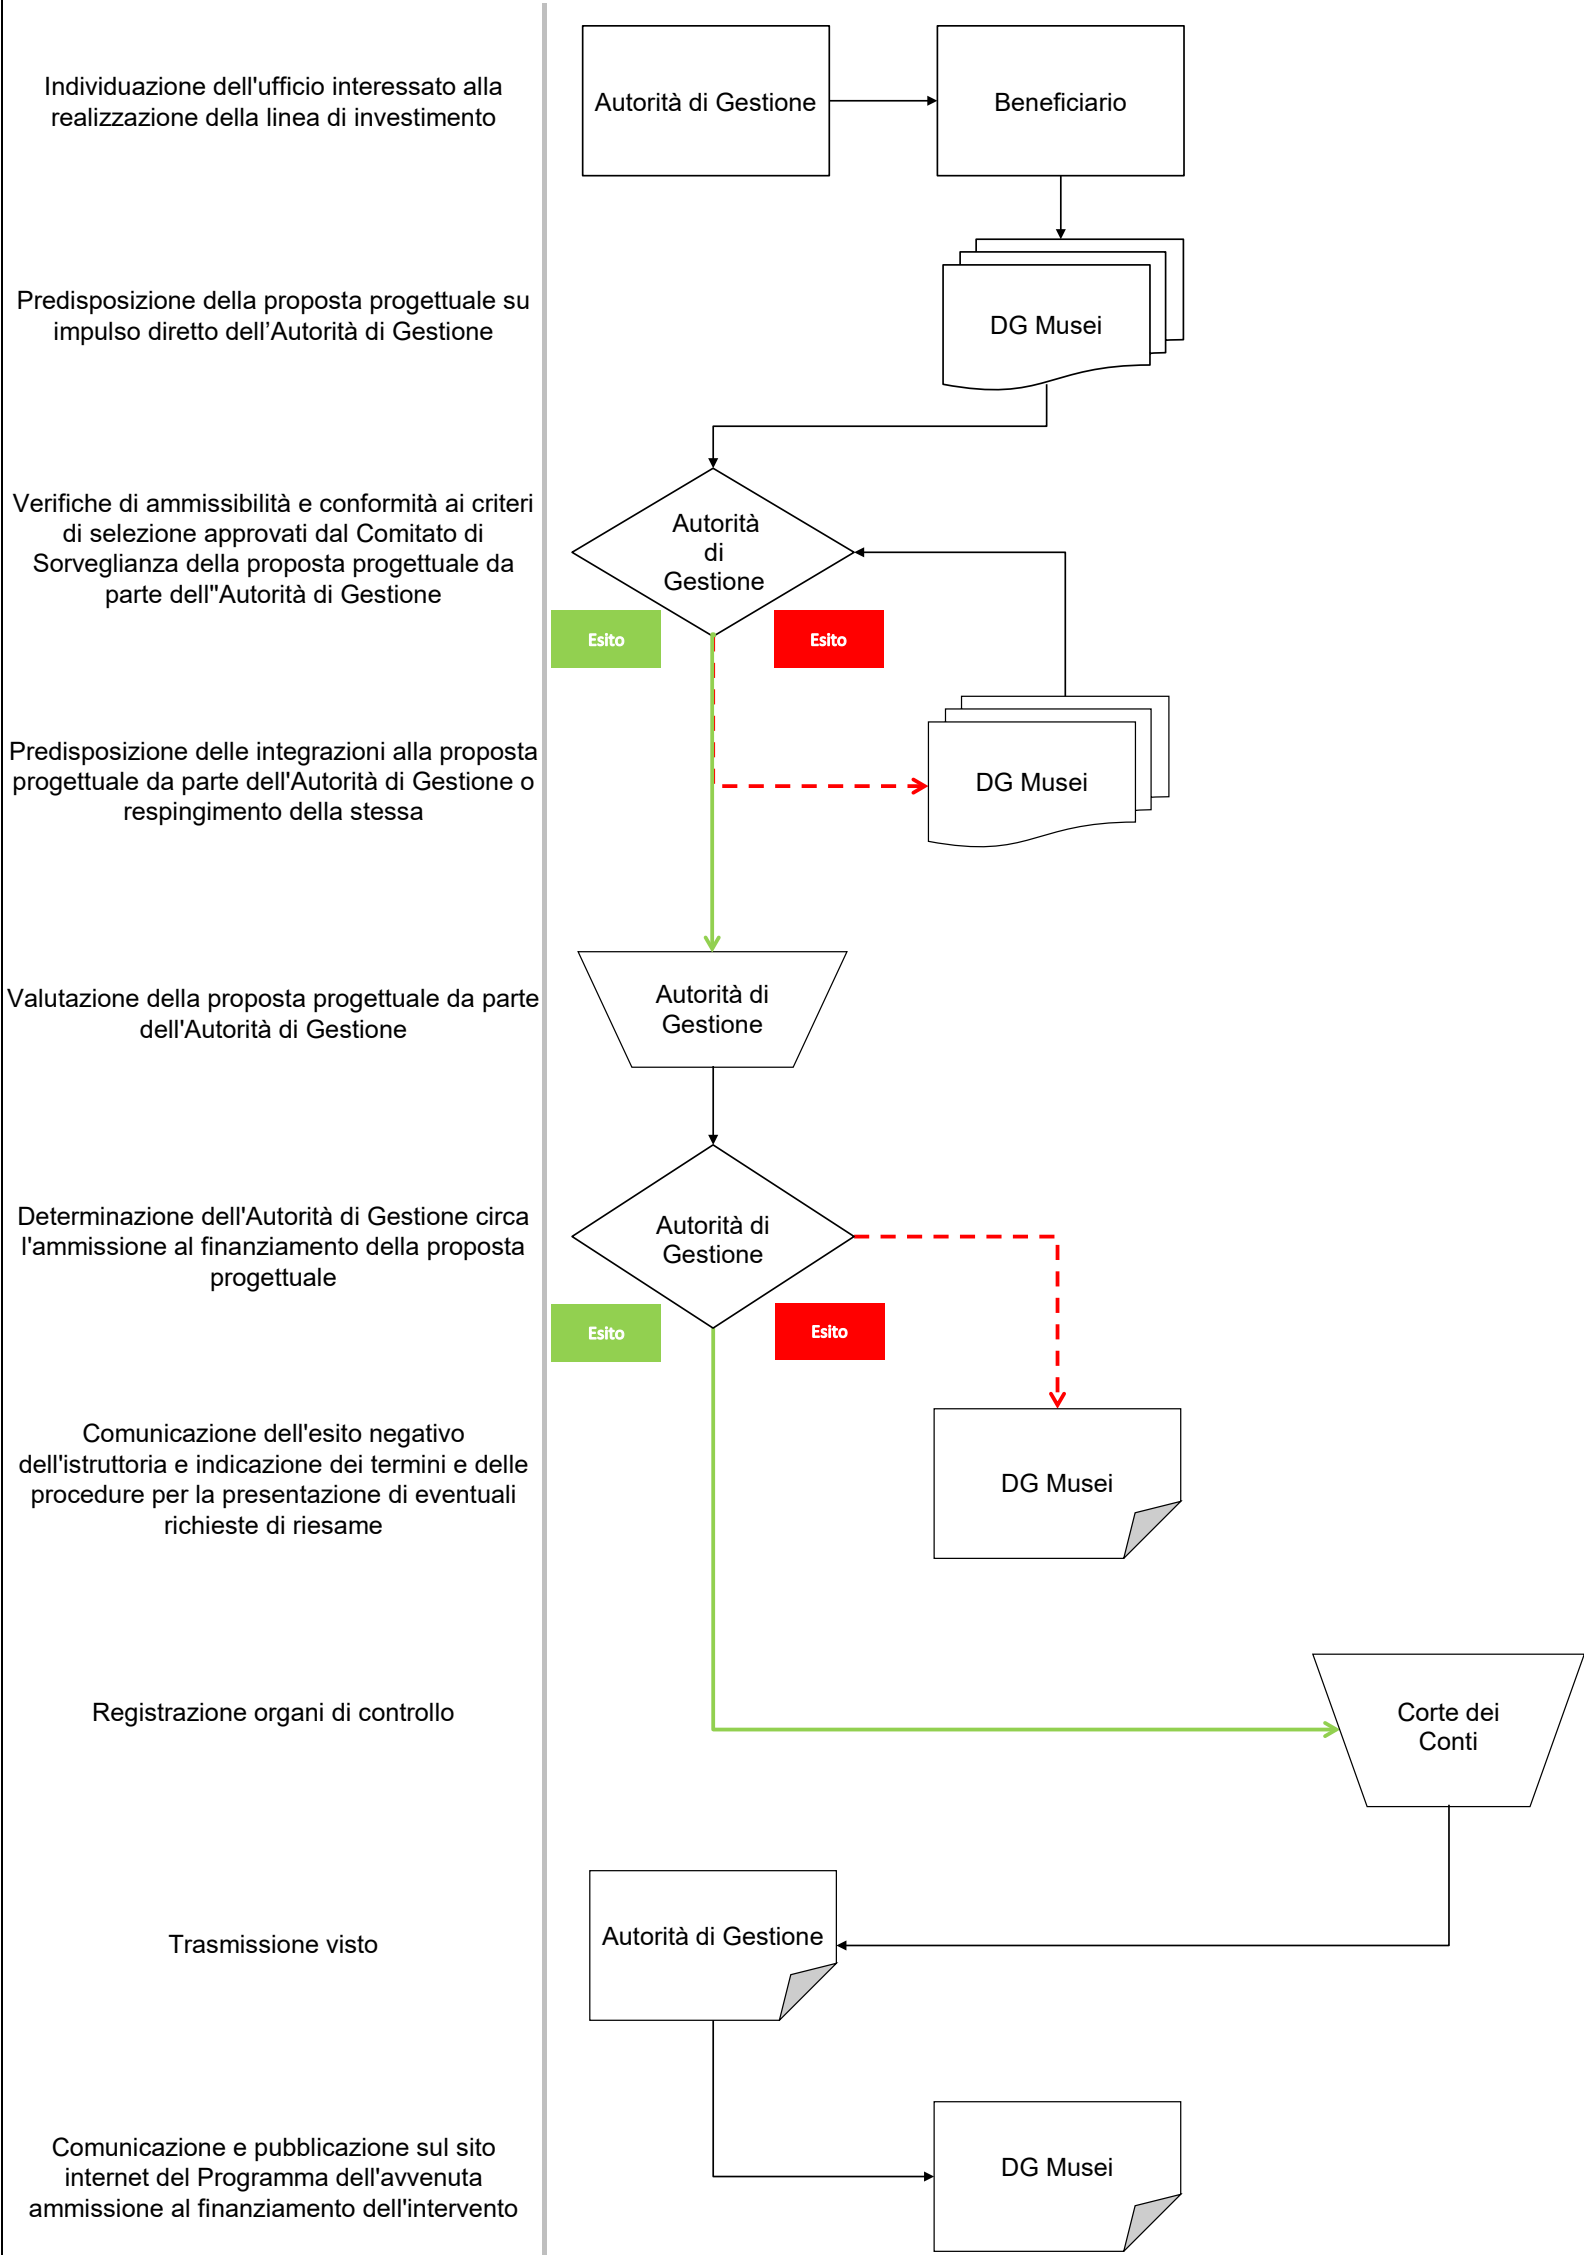 Individuazione dell'ufficio interessato alla
realizzazione della linea di investimento
Autorità di Gestione
Beneficiario
Predisposizione della proposta progettuale su
impulso diretto dell’Autorità di Gestione
DG Musei
Verifiche di ammissibilità e conformità ai criteri
di selezione approvati dal Comitato di
Sorveglianza della proposta progettuale da
parte dell"Autorità di Gestione
Autorità
di
Gestione
Esito
Esito
Predisposizione delle integrazioni alla proposta
progettuale da parte dell'Autorità di Gestione o
respingimento della stessa
DG Musei
Valutazione della proposta progettuale da parte
dell'Autorità di Gestione
Autorità di
Gestione
Determinazione dell'Autorità di Gestione circa
l'ammissione al finanziamento della proposta
progettuale
Autorità di
Gestione
Esito
Esito
Comunicazione dell'esito negativo
dell'istruttoria e indicazione dei termini e delle
procedure per la presentazione di eventuali
richieste di riesame
DG Musei
Registrazione organi di controllo
Corte dei
Conti
Trasmissione visto
Autorità di Gestione
Comunicazione e pubblicazione sul sito
internet del Programma dell'avvenuta
ammissione al finanziamento dell'intervento
DG Musei